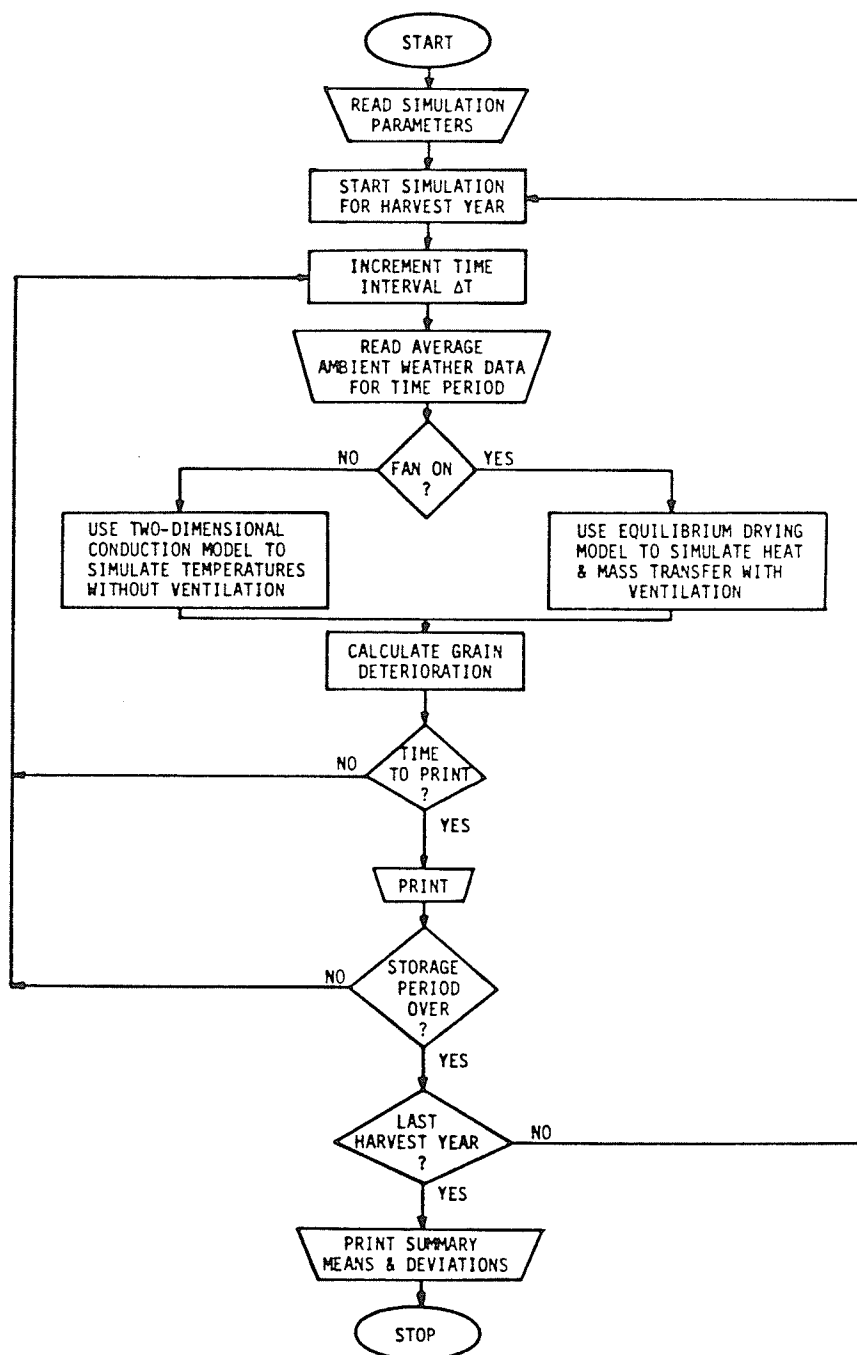 START
READ SIMULATION
PARAMETERS
START SIMULATION
FOR HARVEST YEAR
INCREMENT TIME
INTERVAL ΔT
READ AVERAGE
AMBIENT WEATHER DATA
FOR TIME PERIOD
NO
FAN ON
?
YES
USE TWO-DIMENSIONAL
CONDUCTION MODEL TO
SIMULATE TEMPERATURES
WITHOUT VENTILATION
USE EQUILIBRIUM DRYING
MODEL TO SIMULATE HEAT
& MASS TRANSFER WITH
VENTILATION
CALCULATE GRAIN
DETERIORATION
NO
TIME
TO PRINT
?
YES
PRINT
NO
STORAGE
PERIOD
OVER
?
YES
LAST
HARVEST YEAR
?
NO
YES
PRINT SUMMARY
MEANS & DEVIATIONS
STOP